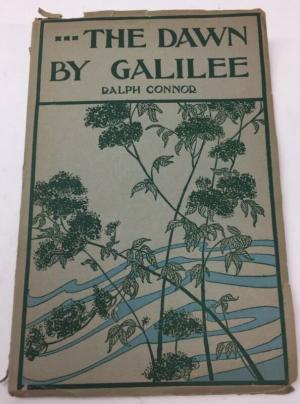 ▪▪▪ THE DAWN
BY GALILEE
RALPH CONNOR